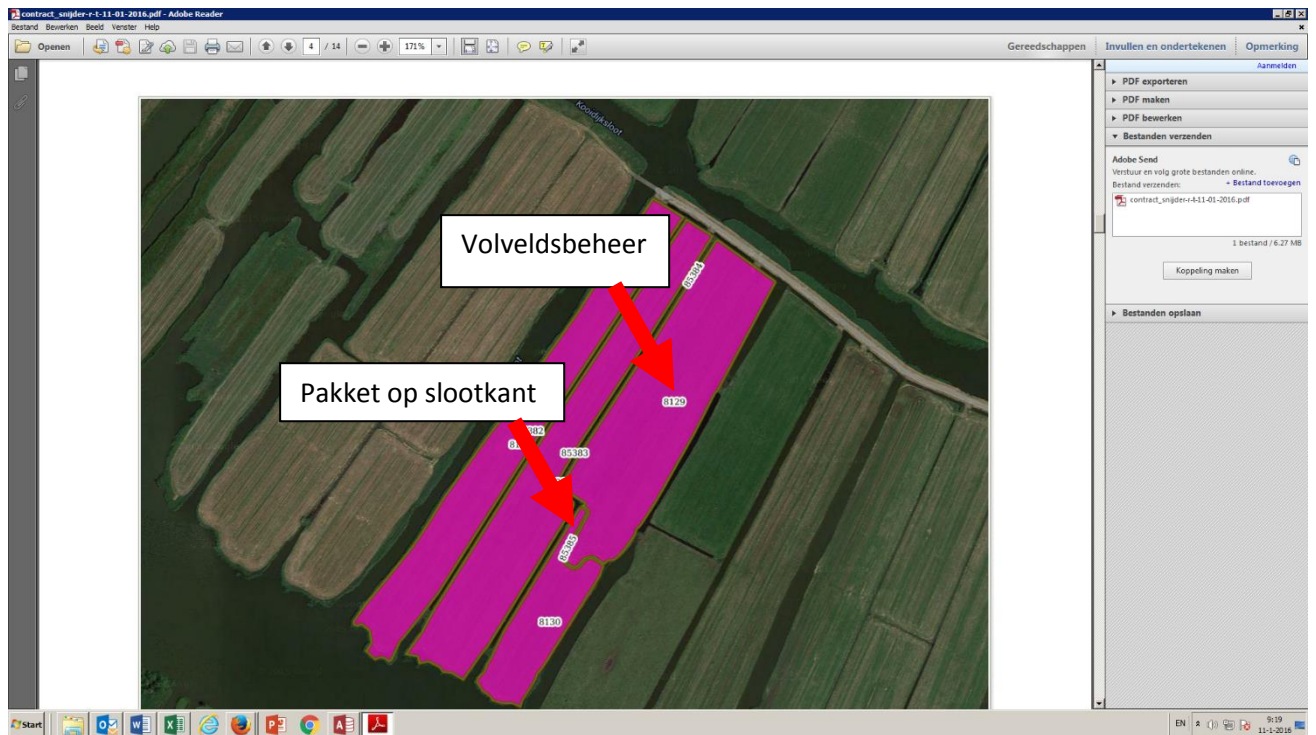 contract_snijder-r-t-11-01-2016.pdf - Adobe Reader
Bestand Bewerken Beeld Venster Help
Openen
4 / 14
171%
Gereedschappen
Invullen en ondertekenen
Opmerking
Aanmelden
PDF exporteren
PDF maken
PDF bewerken
Bestanden verzenden
Adobe Send
Verstuur en volg grote bestanden online.
Bestand verzenden:
+ Bestand toevoegen
contract_snijder-r-t-11-01-2016.pdf
1 bestand / 6.27 MB
Koppeling maken
Bestanden opslaan
Kooidijksloot
Volveldsbeheer
85384
Pakket op slootkant
8129
85383
85385
8130
Start
EN
9:19
11-1-2016